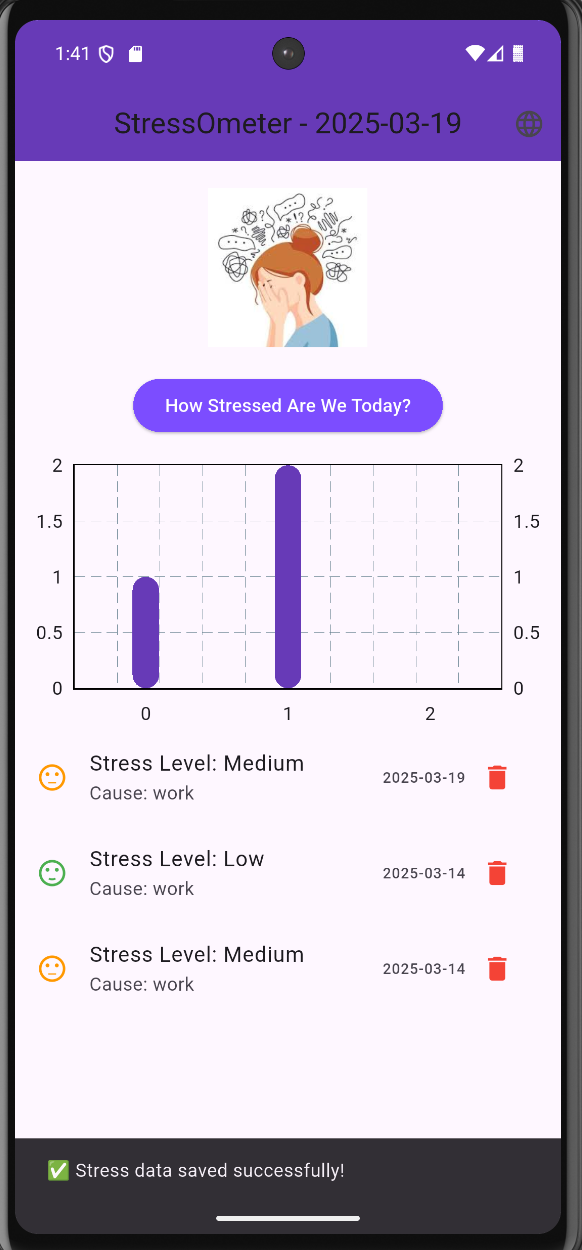 1:41
StressOmeter - 2025-03-19
How Stressed Are We Today?
2 2
1.5 1.5
1 1
0.5 0.5
0 0
0 1 2
Stress Level: Medium
Cause: work
2025-03-19
Stress Level: Low
Cause: work
2025-03-14
Stress Level: Medium
Cause: work
2025-03-14
✅ Stress data saved successfully!